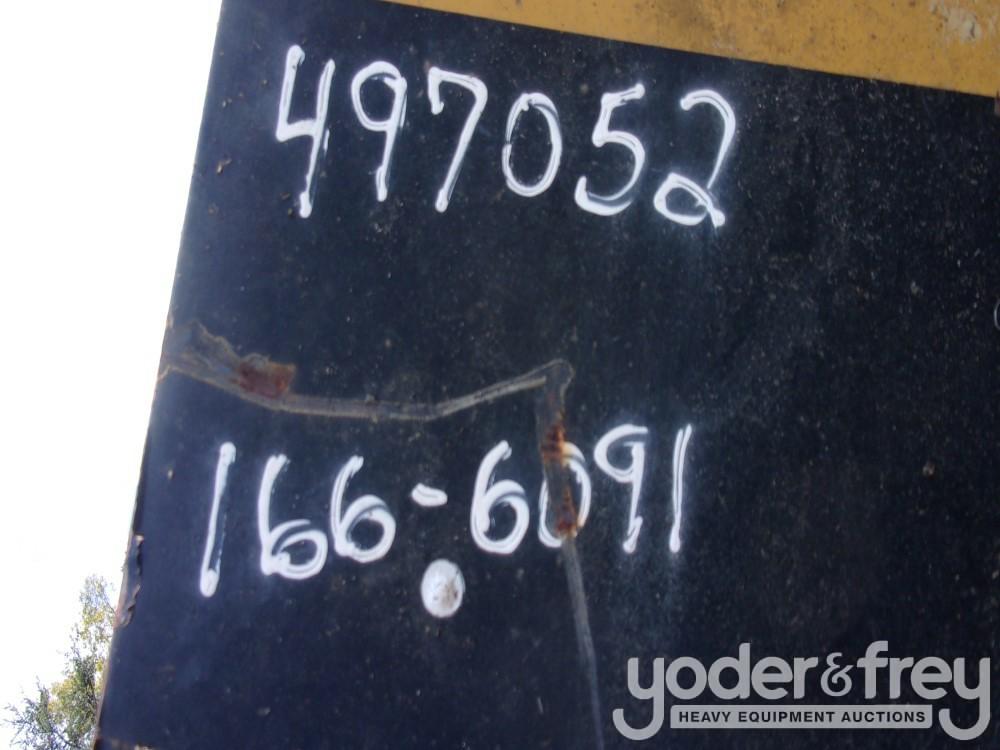 497052
166-6091
yoder&frey
HEAVY EQUIPMENT AUCTIONS